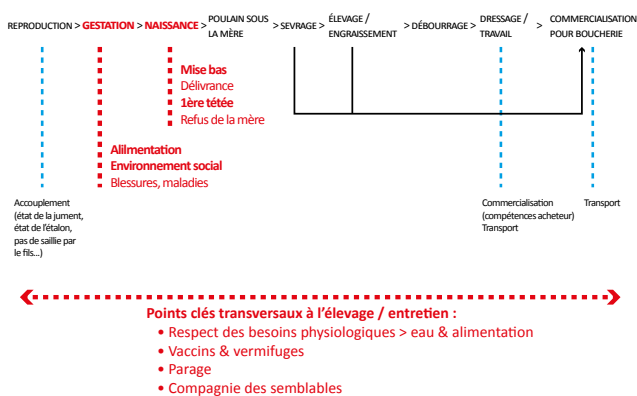 REPRODUCTION > GESTATION > NAISSANCE > POULAIN SOUS LA MÈRE > SEVRAGE > ÉLEVAGE / ENGRAISSEMENT > DÉBOURRAGE > DRESSAGE / TRAVAIL > COMMERCIALISATION POUR BOUCHERIE
Mise bas
Délivrance
1ère tétée
Refus de la mère
Alilmentation
Environnement social
Blessures, maladies
Accouplement
(état de la jument,
état de l'étalon,
pas de saillie par
le fils...)
Commercialisation
(compétences acheteur)
Transport
Transport
Points clés transversaux à l'élevage / entretien :
• Respect des besoins physiologiques > eau & alimentation
• Vaccins & vermifuges
• Parage
• Compagnie des semblables